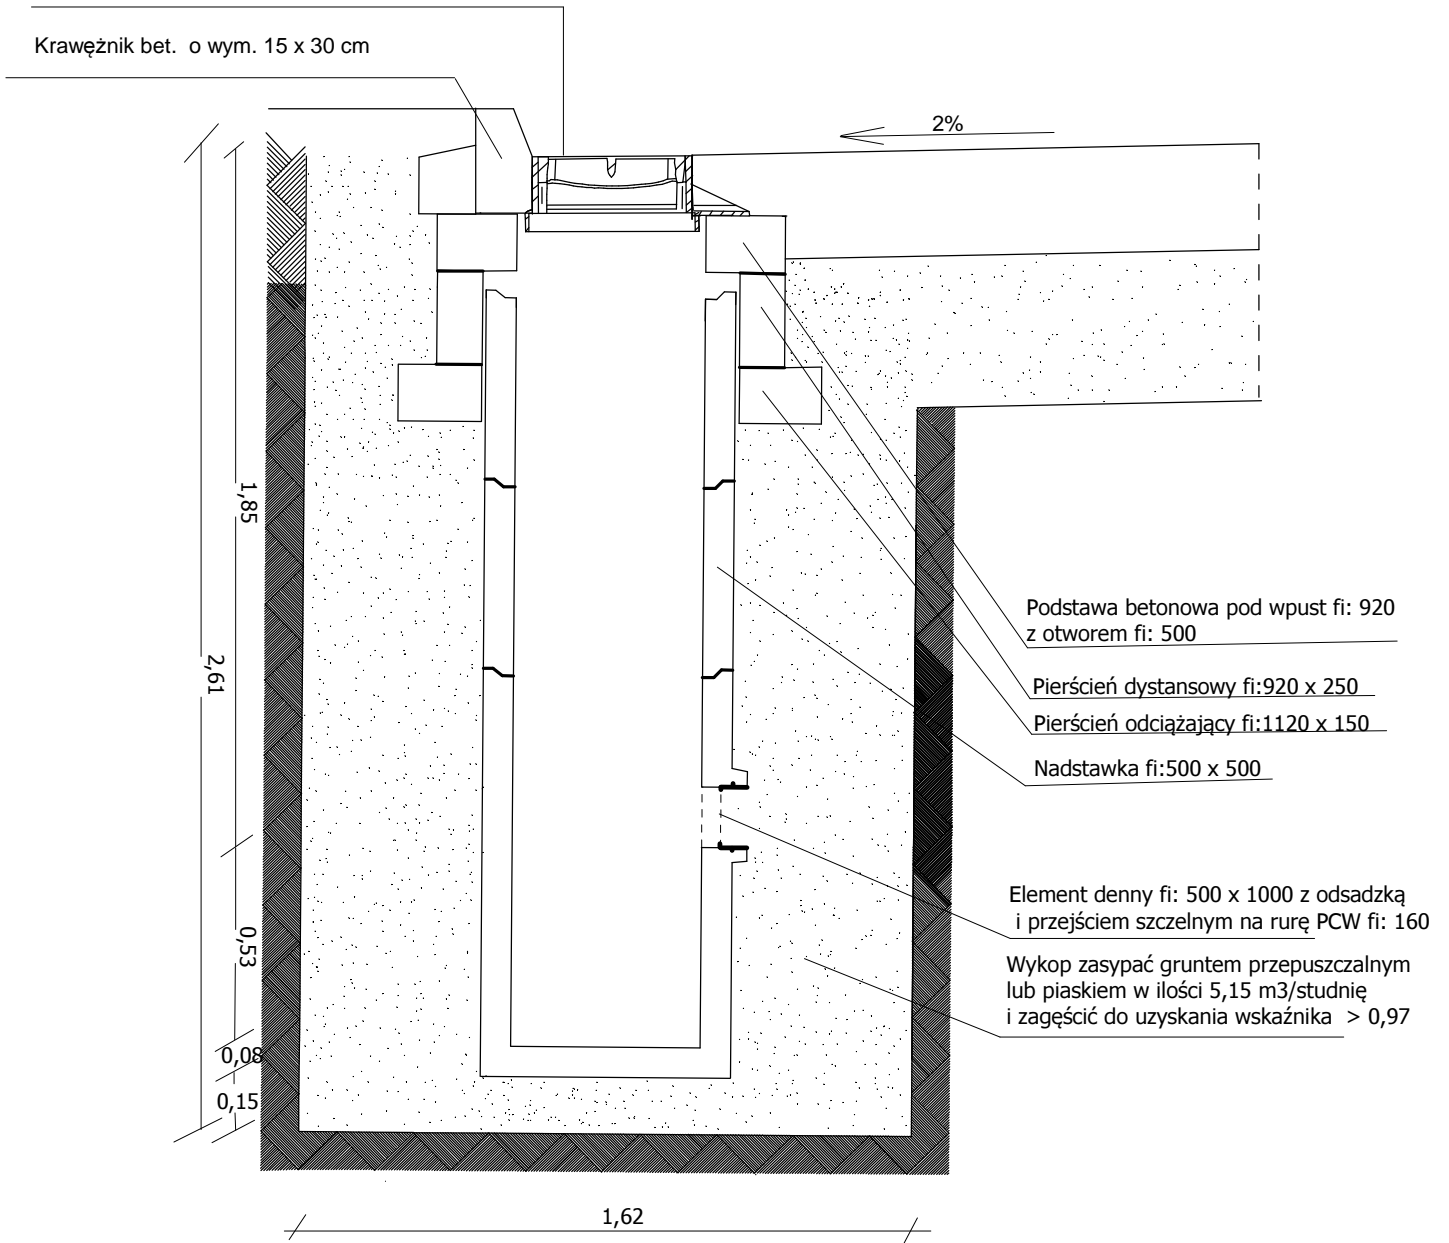 Krawężnik bet. o wym. 15 x 30 cm
2%
1,85
2,61
Podstawa betonowa pod wpust fi: 920
z otworem fi: 500
Pierścień dystansowy fi:920 x 250
Pierścień odciążający fi:1120 x 150
Nadstawka fi:500 x 500
Element denny fi: 500 x 1000 z odsadzką
i przejściem szczelnym na rurę PCW fi: 160
0,53
Wykop zasypać gruntem przepuszczalnym
lub piaskiem w ilości 5,15 m3/studnię
i zagęścić do uzyskania wskaźnika > 0,97
0,08
0,15
1,62